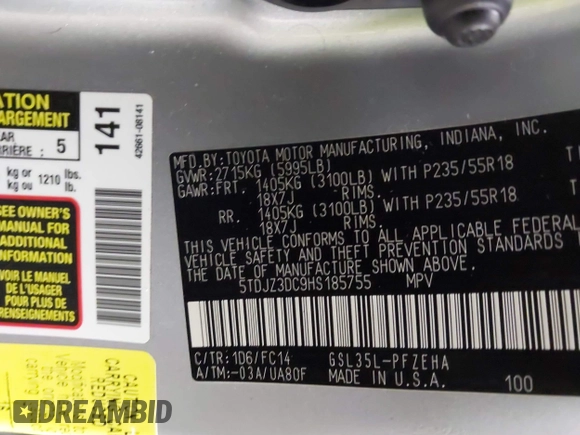 ATION
ARGEMENT
AR
RRIÈRE: 5
kg or
kg ou 1210 lbs.
lb.
SEE OWNER'S
MANUAL FOR
ADDITIONAL
INFORMATION
VOIR LE MANUEL
DE L'USAGER
POUR PLUS
141
42661-08141
MFD.BY:TOYOTA MOTOR MANUFACTURING, INDIANA, INC.
GVWR:2715KG (5995LB)
GAWR:FRT. 1405KG (3100LB) WITH P235/55R18
18X7J RIMS,
RR. 1405KG (3100LB) WITH P235/55R18
18X7J RIMS,
THIS VEHICLE CONFORMS TO ALL APPLICABLE FEDERAL
VEHICLE SAFETY AND THEFT PREVENTION STANDARDS
THE DATE OF MANUFACTURE SHOWN ABOVE.
5TDJZ3DC9HS185755 MPV
C/TR:1D6/FC14 GSL35L-PFZEHA
A/TM:-03A/UA80F MADE IN U.S.A. 100
DREAMBID